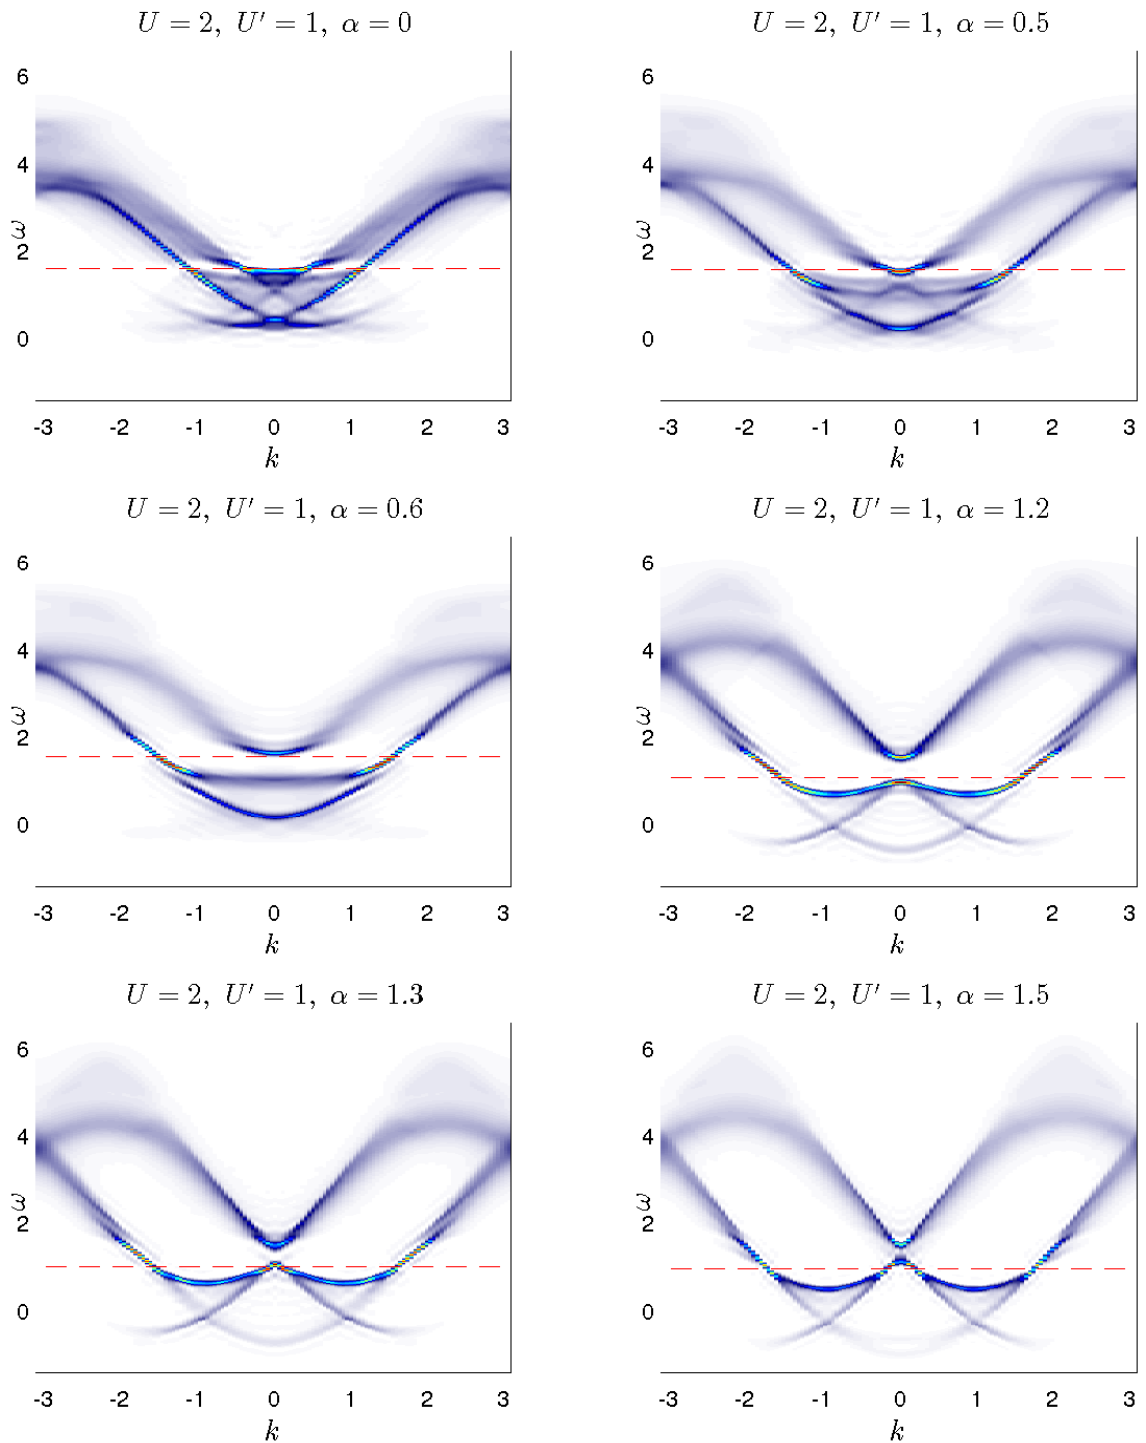 U = 2, U′ = 1, α = 0
6
4
ω
2
0
-3 -2 -1 0 1 2 3
k
U = 2, U′ = 1, α = 0.5
6
4
ω
2
0
-3 -2 -1 0 1 2 3
k
U = 2, U′ = 1, α = 0.6
6
4
ω
2
0
-3 -2 -1 0 1 2 3
k
U = 2, U′ = 1, α = 1.2
6
4
ω
2
0
-3 -2 -1 0 1 2 3
k
U = 2, U′ = 1, α = 1.3
6
4
ω
2
0
-3 -2 -1 0 1 2 3
k
U = 2, U′ = 1, α = 1.5
6
4
ω
2
0
-3 -2 -1 0 1 2 3
k